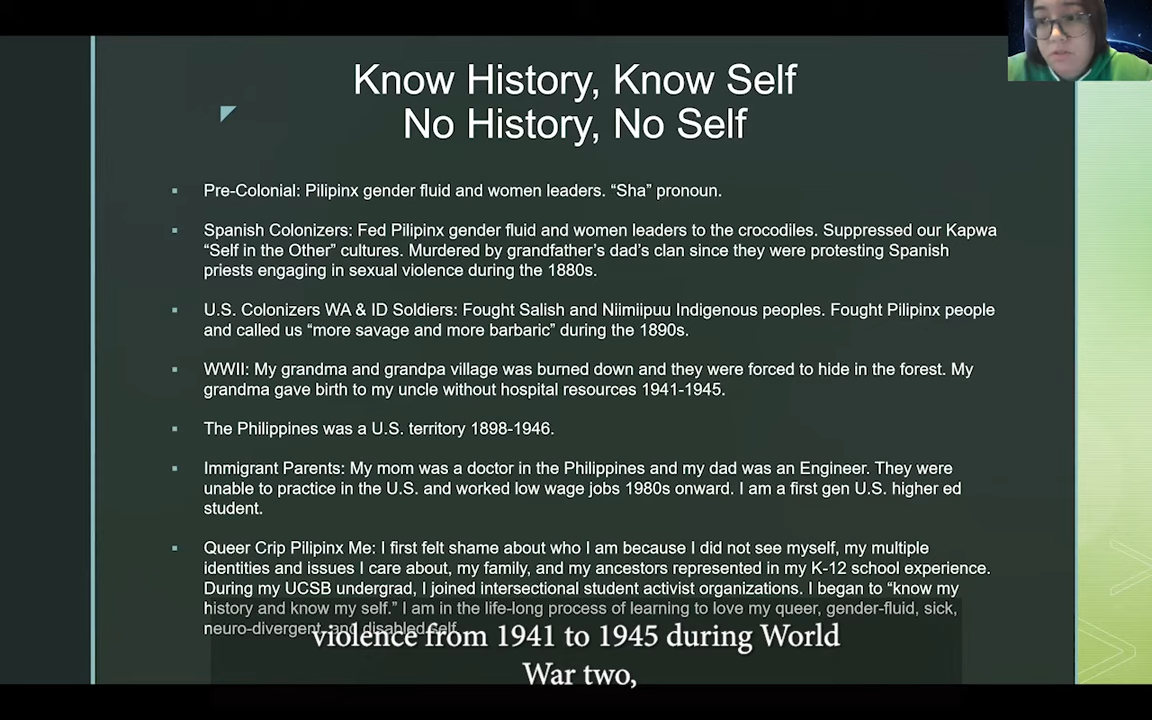 Know History, Know Self
No History, No Self
▪ Pre-Colonial: Pilipinx gender fluid and women leaders. “Sha” pronoun.
▪ Spanish Colonizers: Fed Pilipinx gender fluid and women leaders to the crocodiles. Suppressed our Kapwa
“Self in the Other” cultures. Murdered by grandfather’s dad’s clan since they were protesting Spanish
priests engaging in sexual violence during the 1880s.
▪ U.S. Colonizers WA & ID Soldiers: Fought Salish and Niimiipuu Indigenous peoples. Fought Pilipinx people
and called us “more savage and more barbaric” during the 1890s.
▪ WWII: My grandma and grandpa village was burned down and they were forced to hide in the forest. My
grandma gave birth to my uncle without hospital resources 1941-1945.
▪ The Philippines was a U.S. territory 1898-1946.
▪ Immigrant Parents: My mom was a doctor in the Philippines and my dad was an Engineer. They were
unable to practice in the U.S. and worked low wage jobs 1980s onward. I am a first gen U.S. higher ed
student.
▪ Queer Crip Pilipinx Me: I first felt shame about who I am because I did not see myself, my multiple
identities and issues I care about, my family, and my ancestors represented in my K-12 school experience.
During my UCSB undergrad, I joined intersectional student activist organizations. I began to “know my
history and know my self.” I am in the life-long process of learning to love my queer, gender-fluid, sick,
neuro-divergent, and disabled self.
violence from 1941 to 1945 during World
War two,